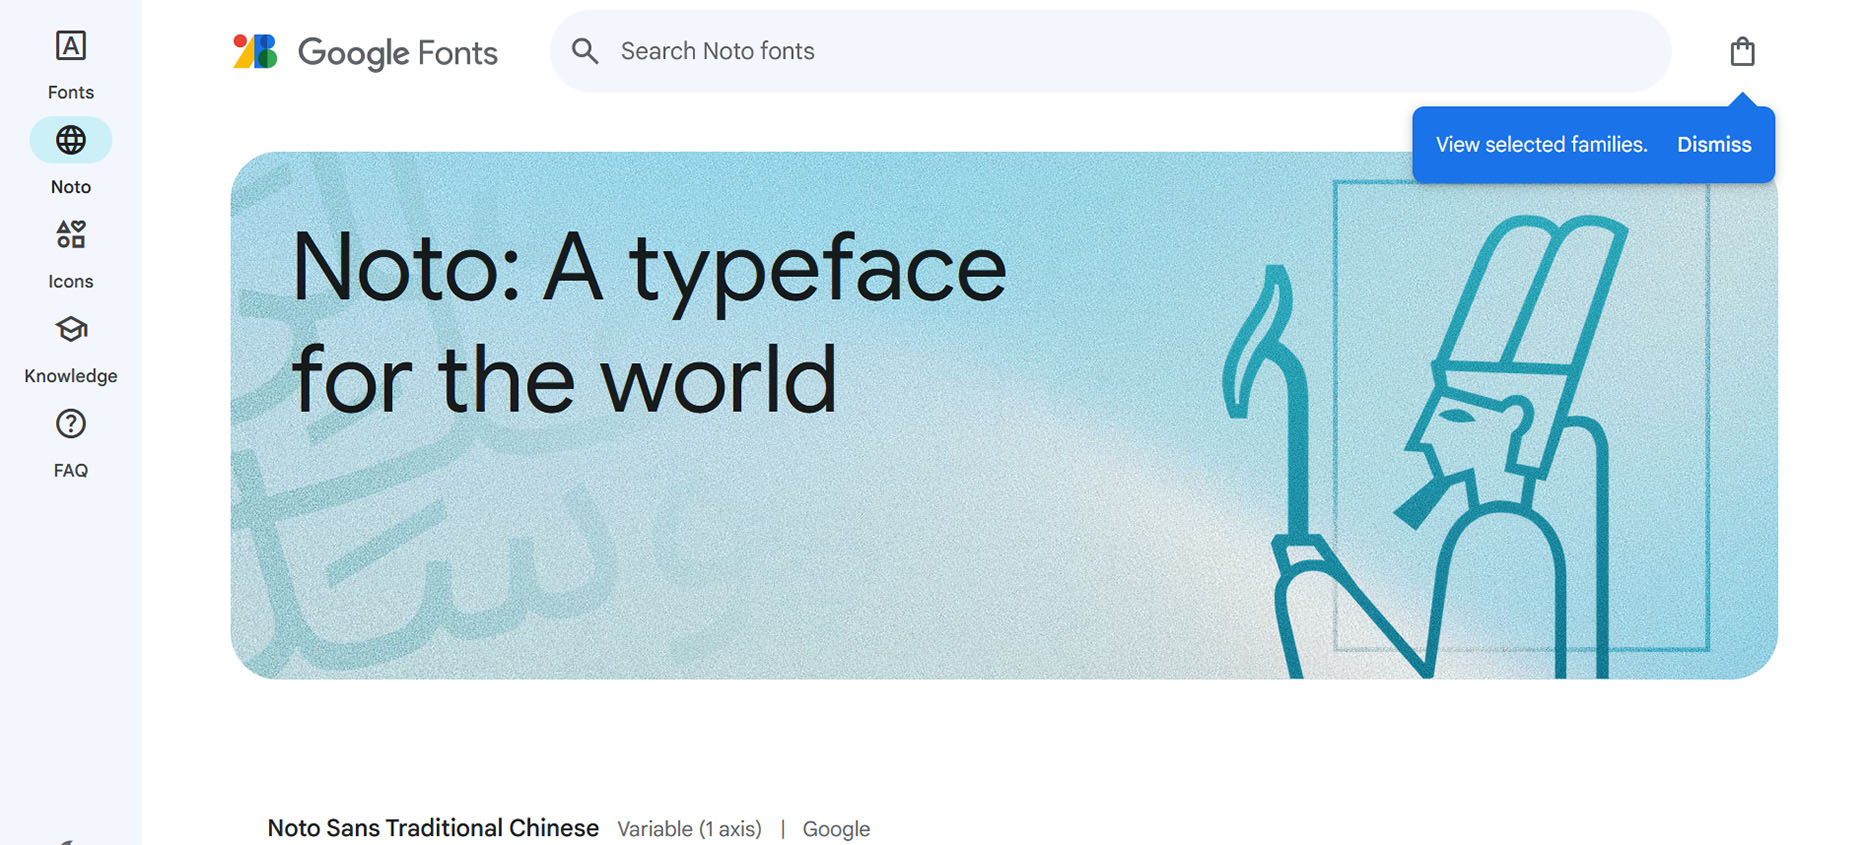 Fonts
Noto
Icons
Knowledge
FAQ
Google Fonts
Search Noto fonts
View selected families. Dismiss
Noto: A typeface
for the world
Noto Sans Traditional Chinese Variable (1 axis) | Google